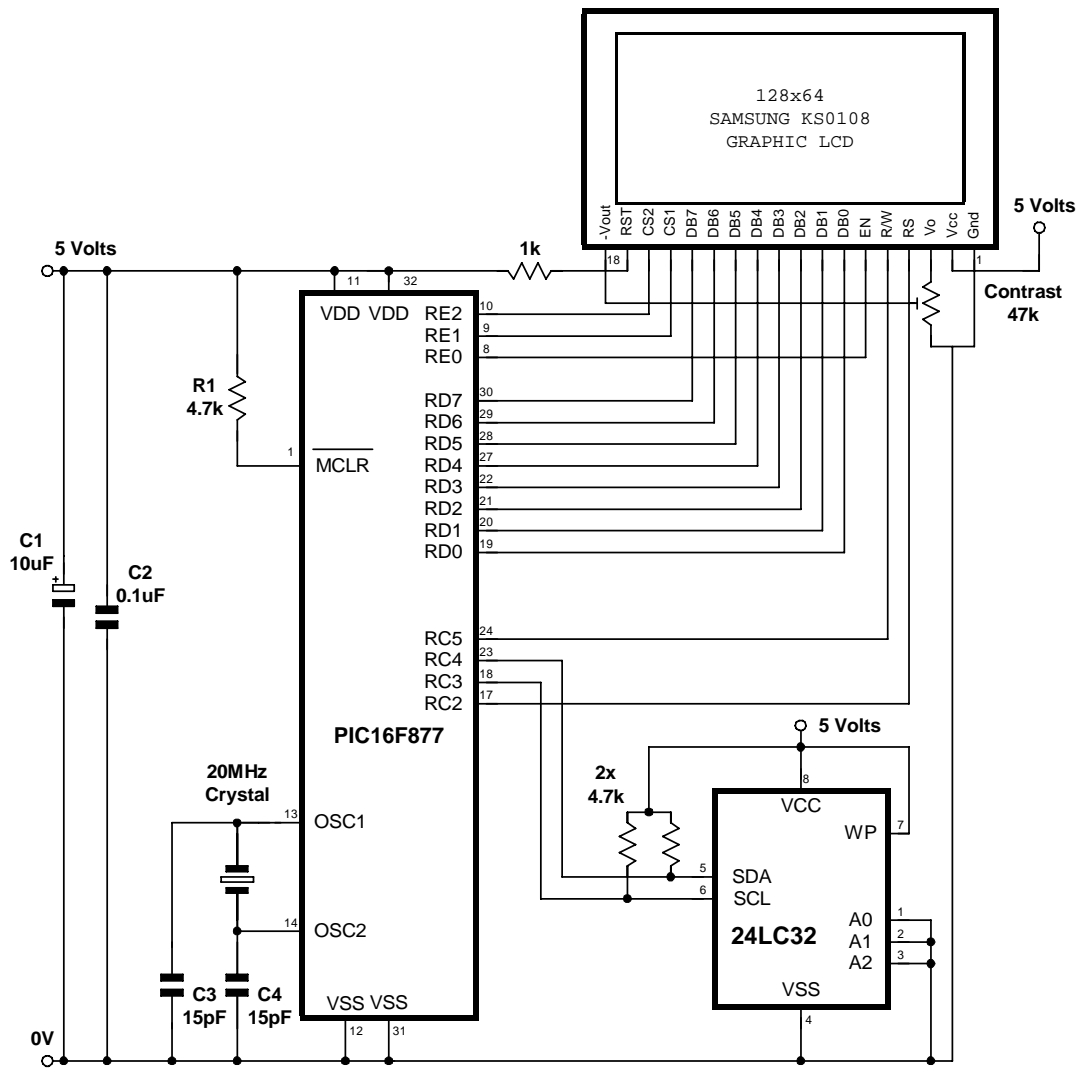 128x64
SAMSUNG KS0108
GRAPHIC LCD
-Vout RST CS2 CS1 DB7 DB6 DB5 DB4 DB3 DB2 DB1 DB0 EN R/W RS Vo Vcc Gnd
18 1
5 Volts
5 Volts
1k
Contrast
47k
11 32
VDD VDD
RE2 10
RE1 9
RE0 8
R1
4.7k
RD7 30
RD6 29
RD5 28
RD4 27
RD3 22
RD2 21
RD1 20
RD0 19
1 MCLR
C1
10uF
+
C2
0.1uF
RC5 24
RC4 23
RC3 18
RC2 17
PIC16F877
5 Volts
20MHz
Crystal
2x
4.7k
8
VCC
WP 7
13 OSC1
5 SDA
6 SCL
14 OSC2
A0 1
A1 2
A2 3
24LC32
VSS
4
C3
15pF
C4
15pF
VSS VSS
12 31
0V